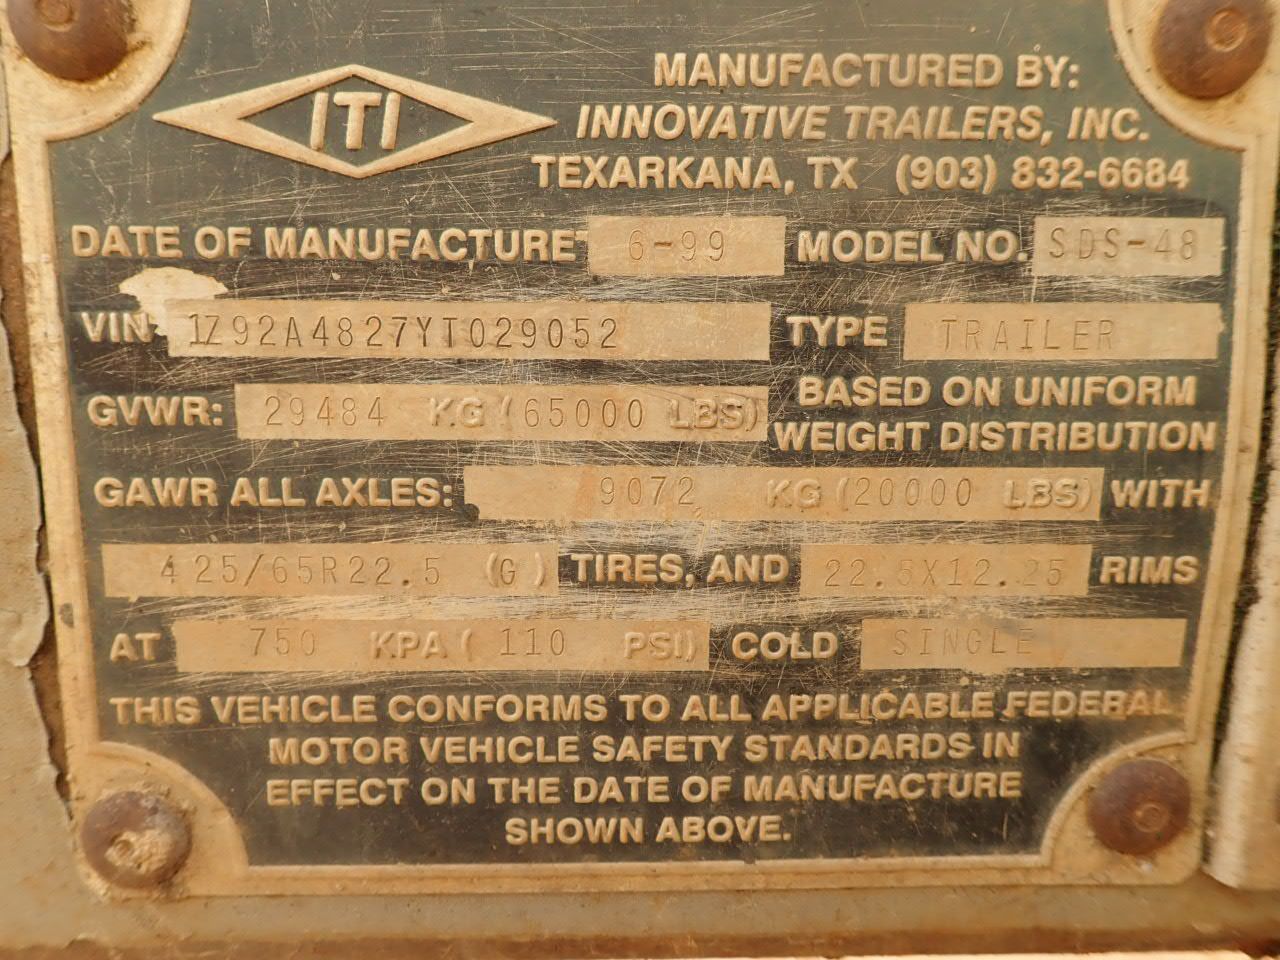 ITI
MANUFACTURED BY:
INNOVATIVE TRAILERS, INC.
TEXARKANA, TX (903) 832-6684
DATE OF MANUFACTURE 6-99 MODEL NO. SDS-48
VIN 1Z92A4827YT029052 TYPE TRAILER
GVWR: 29484 KG (65000 LBS) BASED ON UNIFORM
WEIGHT DISTRIBUTION
GAWR ALL AXLES: 9072 KG (20000 LBS) WITH
425/65R22.5 (G) TIRES, AND 22.5X12.25 RIMS
AT 750 KPA ( 110 PSI) COLD SINGLE
THIS VEHICLE CONFORMS TO ALL APPLICABLE FEDERAL
MOTOR VEHICLE SAFETY STANDARDS IN
EFFECT ON THE DATE OF MANUFACTURE
SHOWN ABOVE.